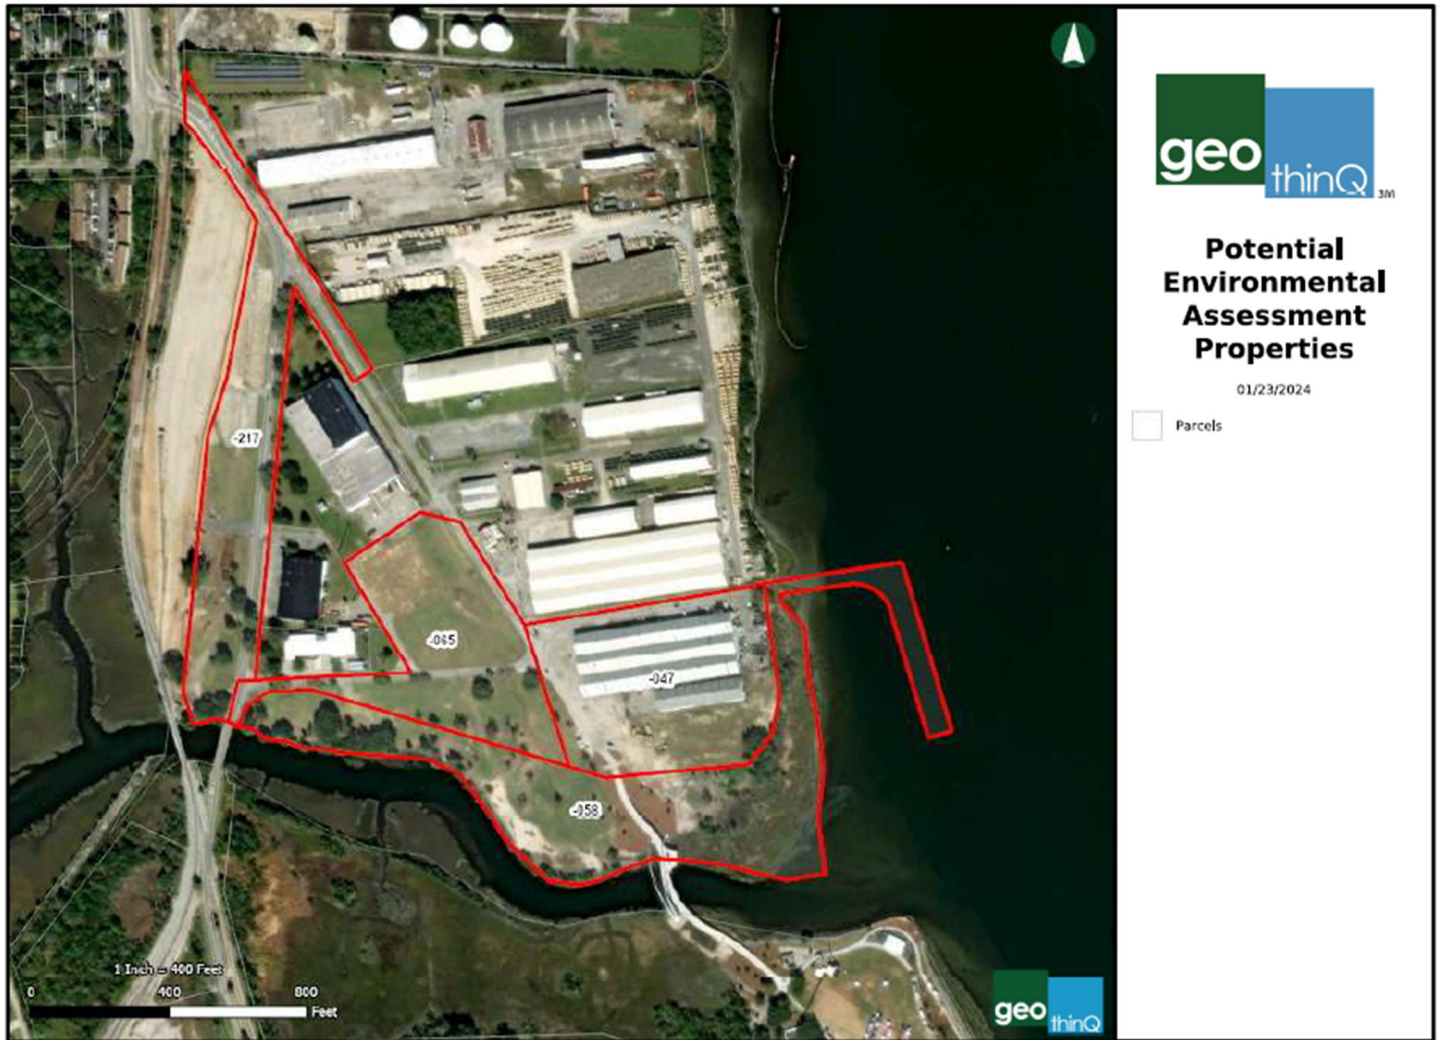 geo
thinQ
SM
Potential
Environmental
Assessment
Properties
01/23/2024
Parcels
-217
-065
-047
-058
1 Inch = 400 Feet
0 400 800
Feet
geo
thinQ